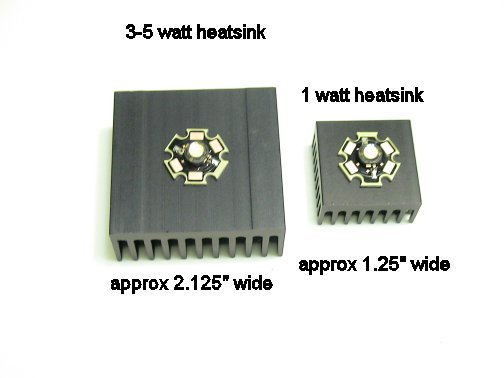 3-5 watt heatsink
1 watt heatsink
approx 2.125" wide
approx 1.25" wide